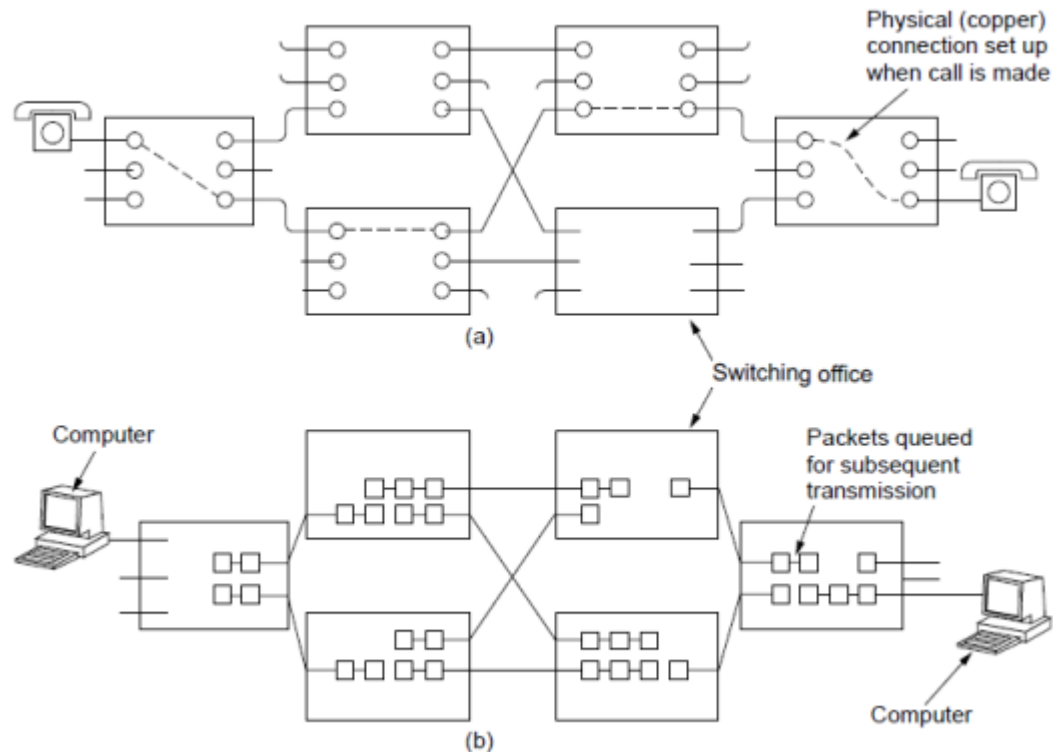 Physical (copper)
connection set up
when call is made
(a)
Switching office
Computer
Packets queued
for subsequent
transmission
Computer
(b)